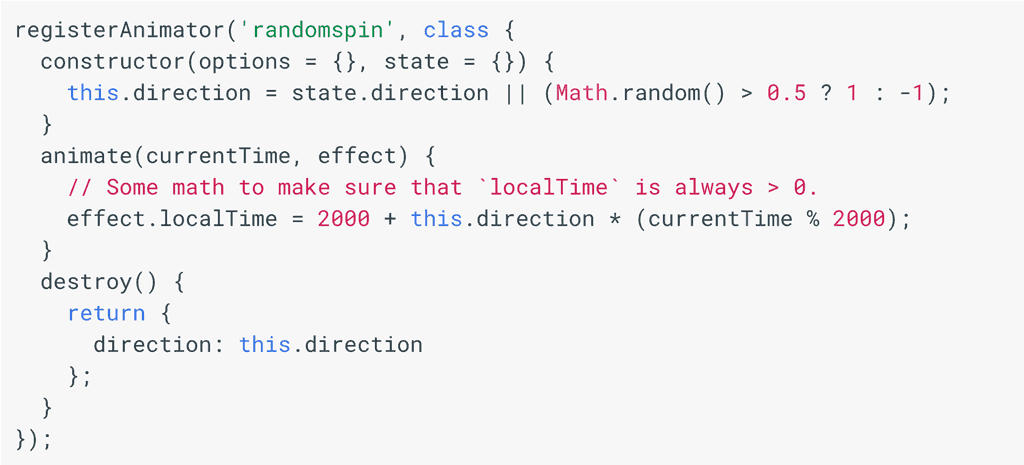 registerAnimator('randomspin', class {
  constructor(options = {}, state = {}) {
    this.direction = state.direction || (Math.random() > 0.5 ? 1 : -1);
  }
  animate(currentTime, effect) {
    // Some math to make sure that `localTime` is always > 0.
    effect.localTime = 2000 + this.direction * (currentTime % 2000);
  }
  destroy() {
    return {
      direction: this.direction
    };
  }
});